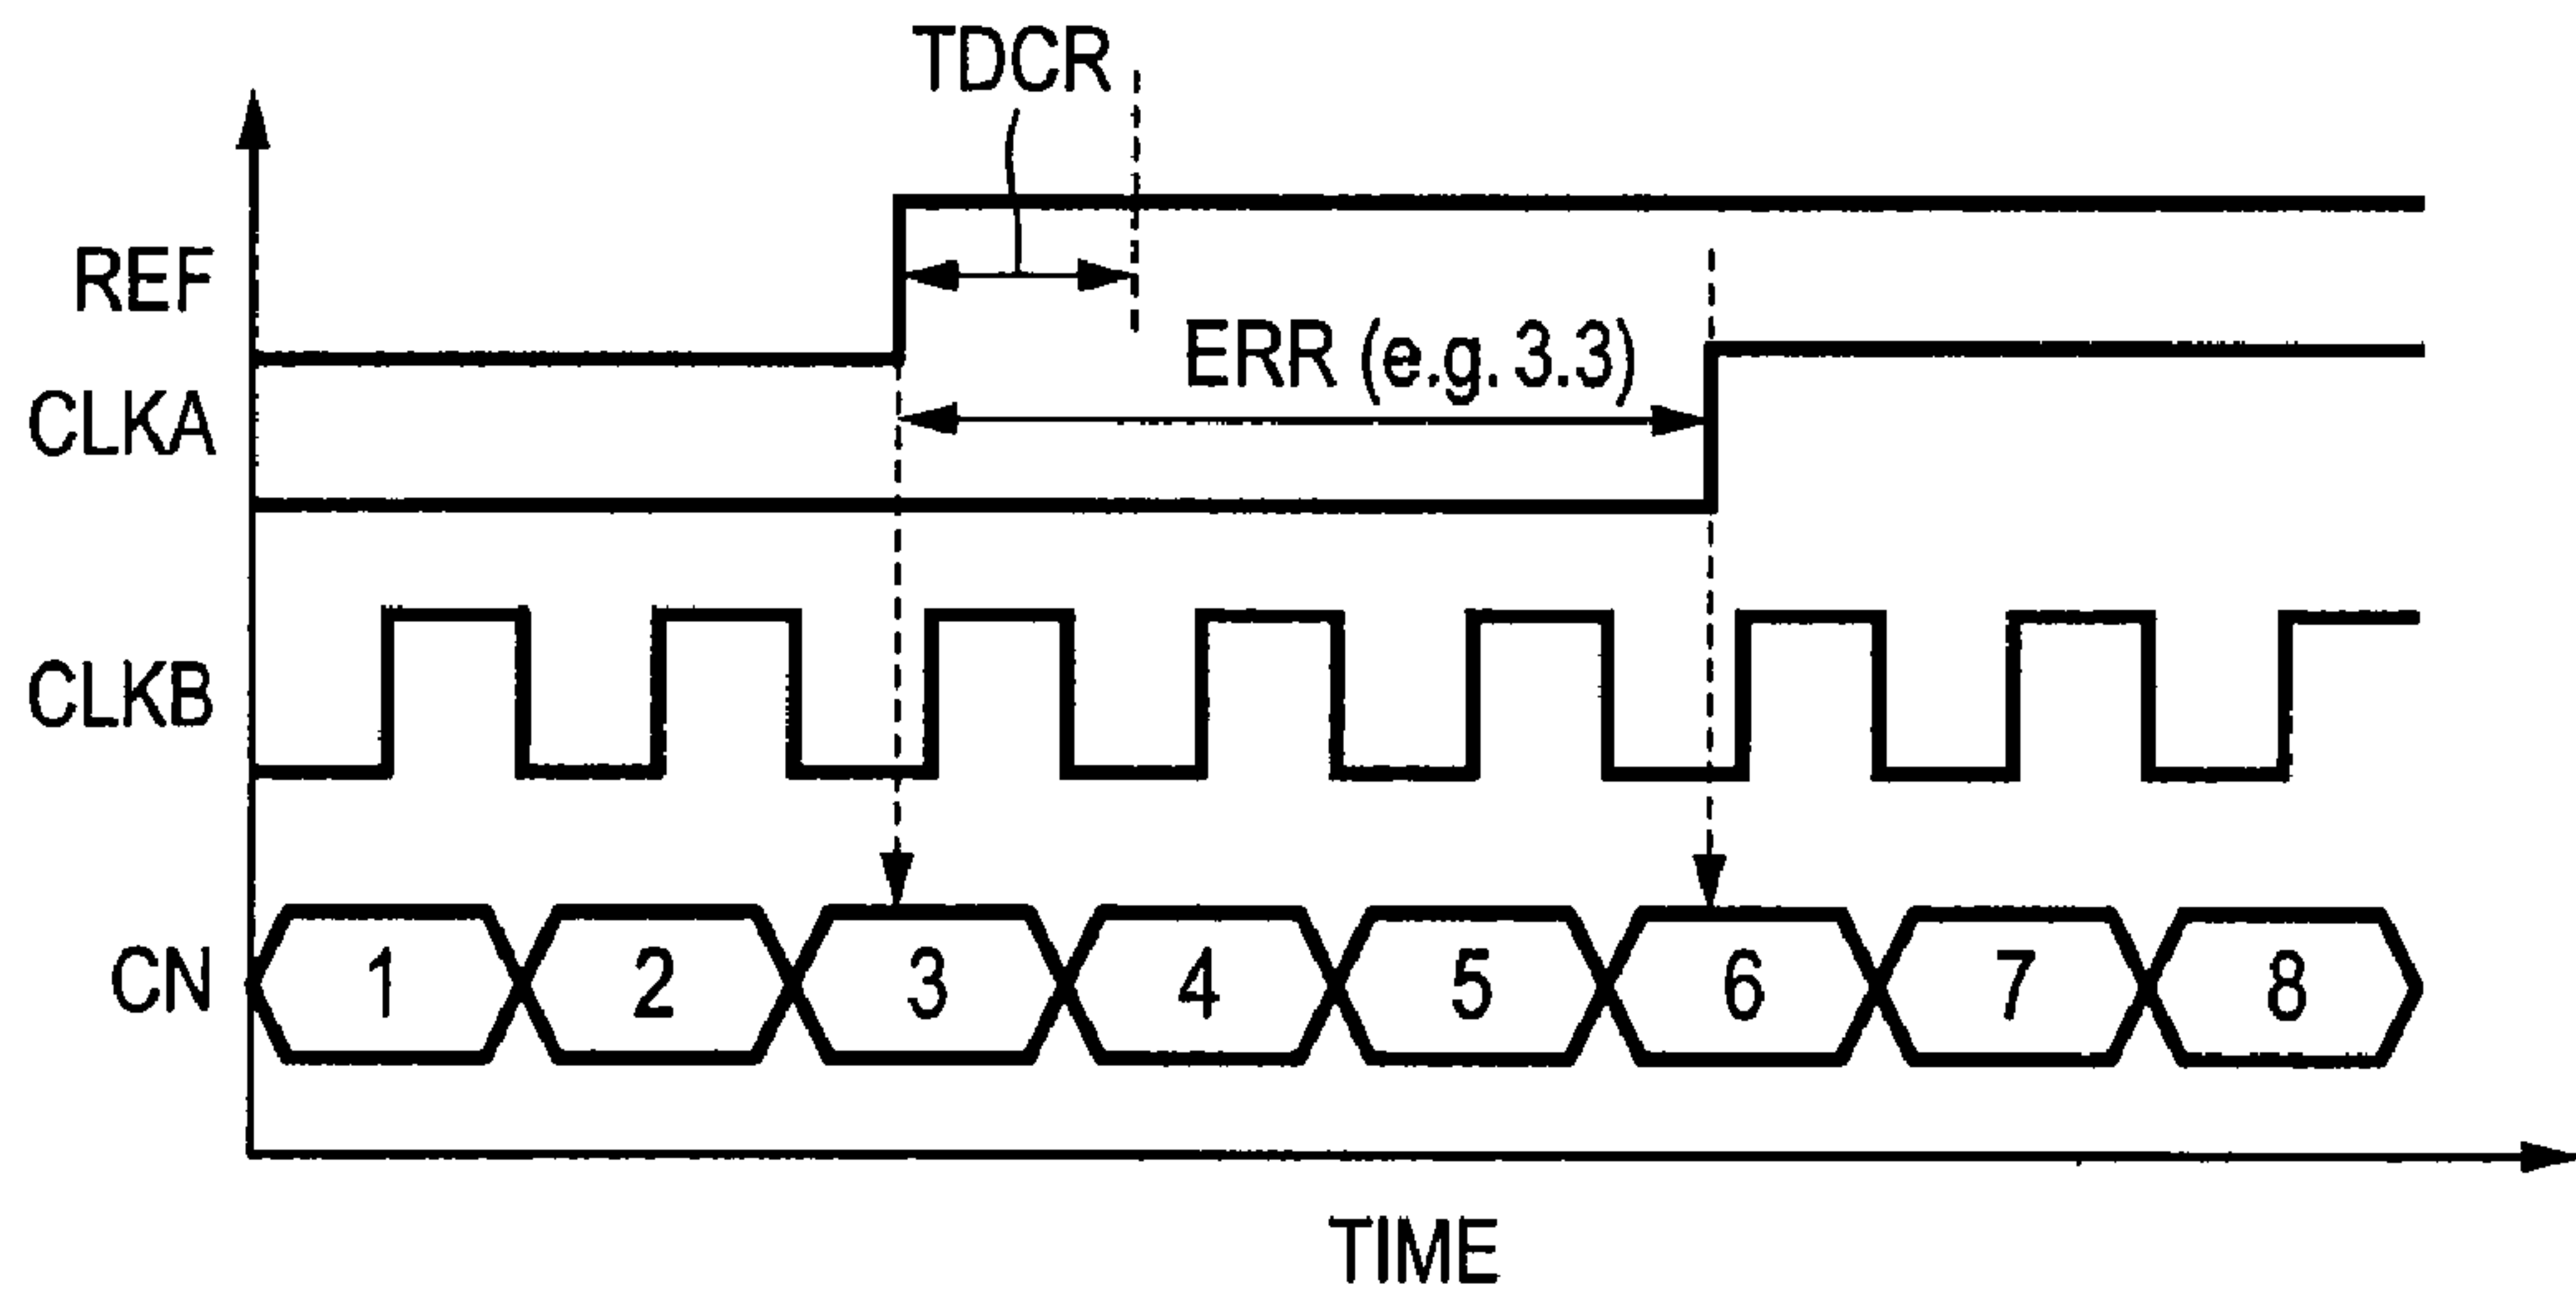 TDCR
REF
ERR (e.g. 3.3)
CLKA
CLKB
CN 1 2 3 4 5 6 7 8
TIME